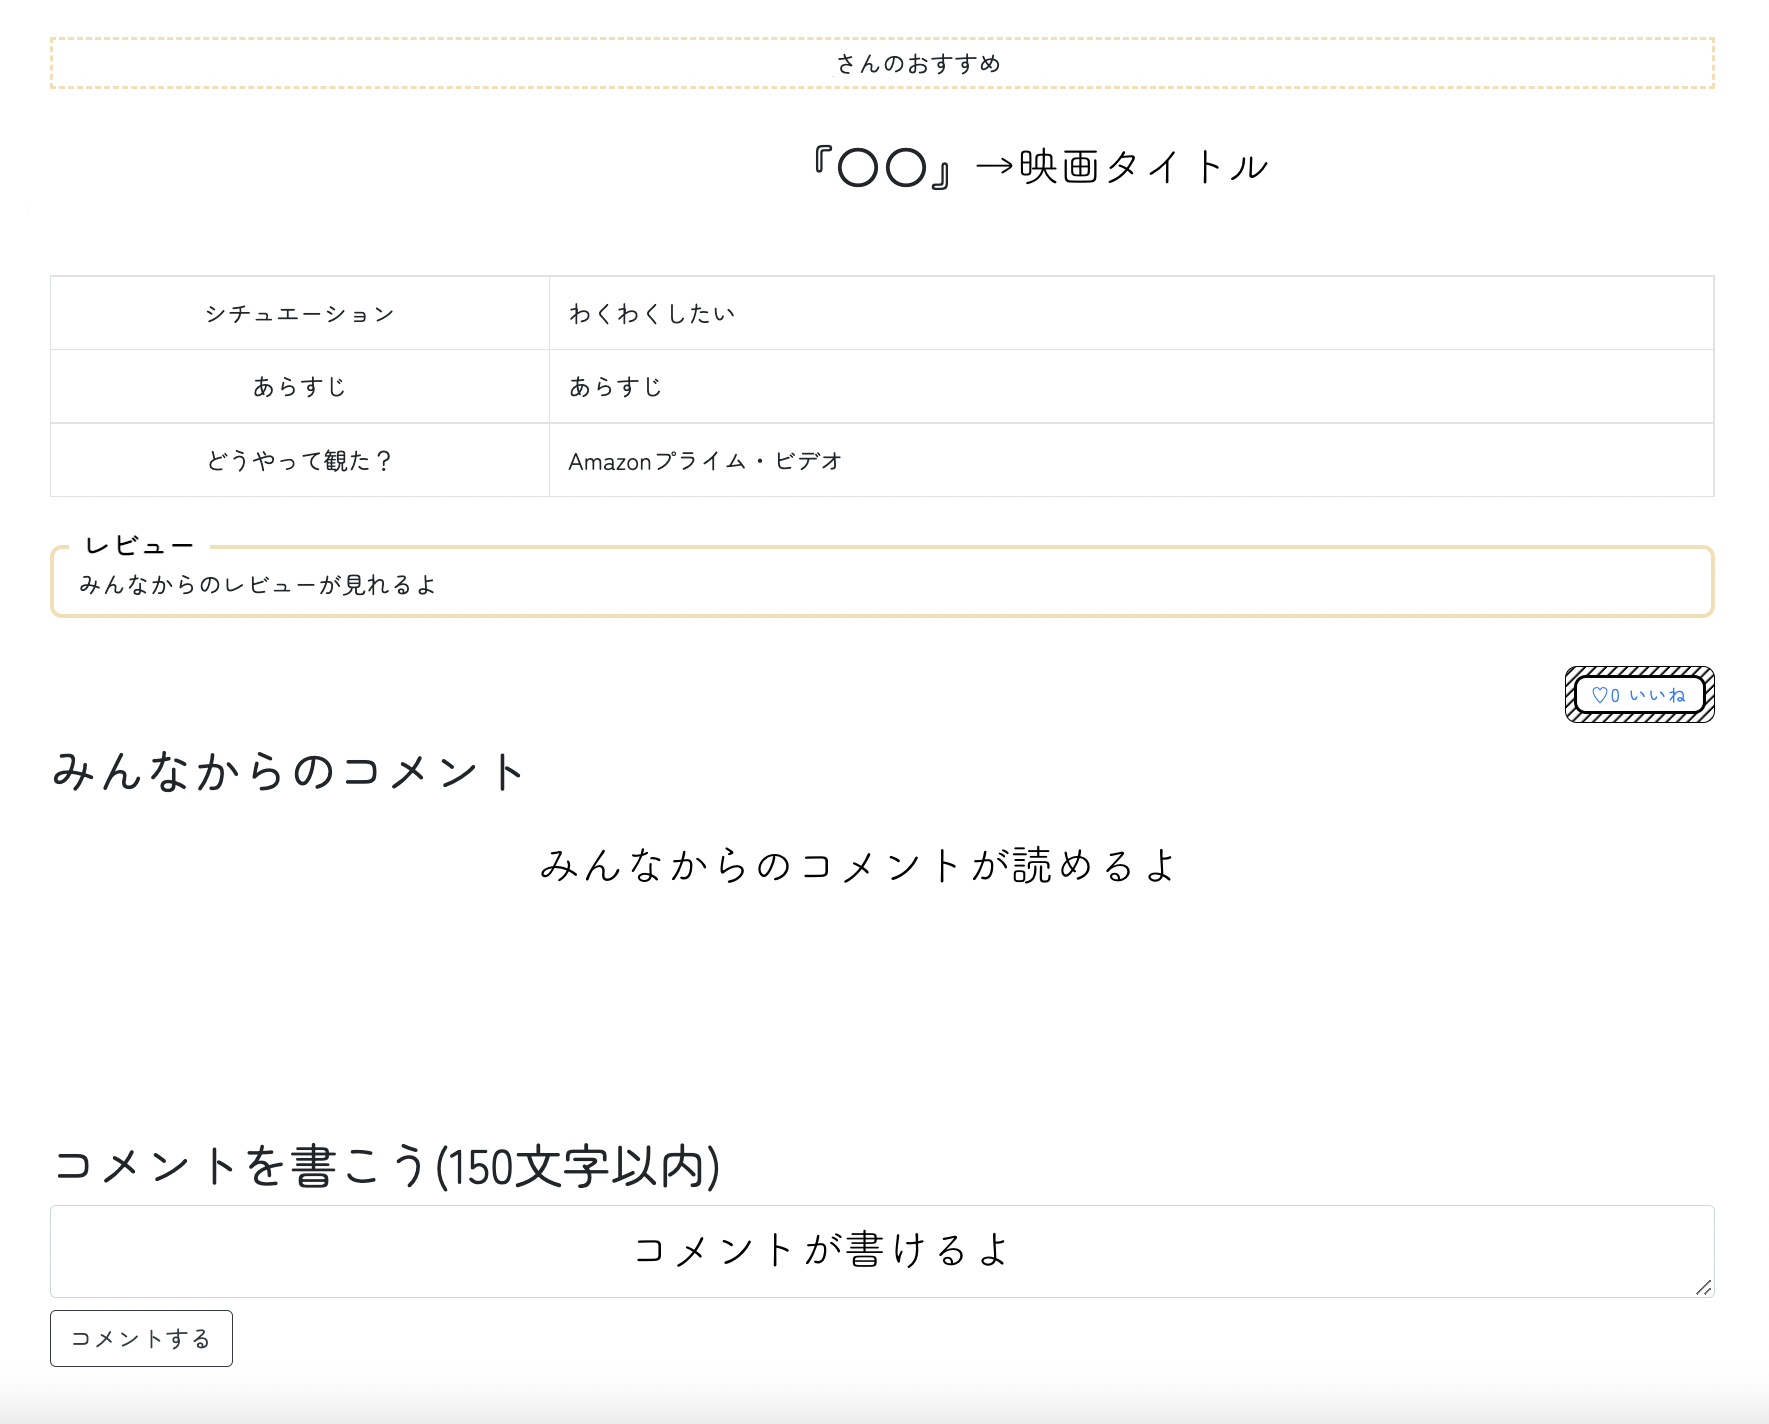 さんのおすすめ
『〇〇』→映画タイトル
シチュエーション わくわくしたい
あらすじ あらすじ
どうやって観た？ Amazonプライム・ビデオ
レビュー
みんなからのレビューが見れるよ
♡0 いいね
みんなからのコメント
みんなからのコメントが読めるよ
コメントを書こう(150文字以内)
コメントが書けるよ
コメントする